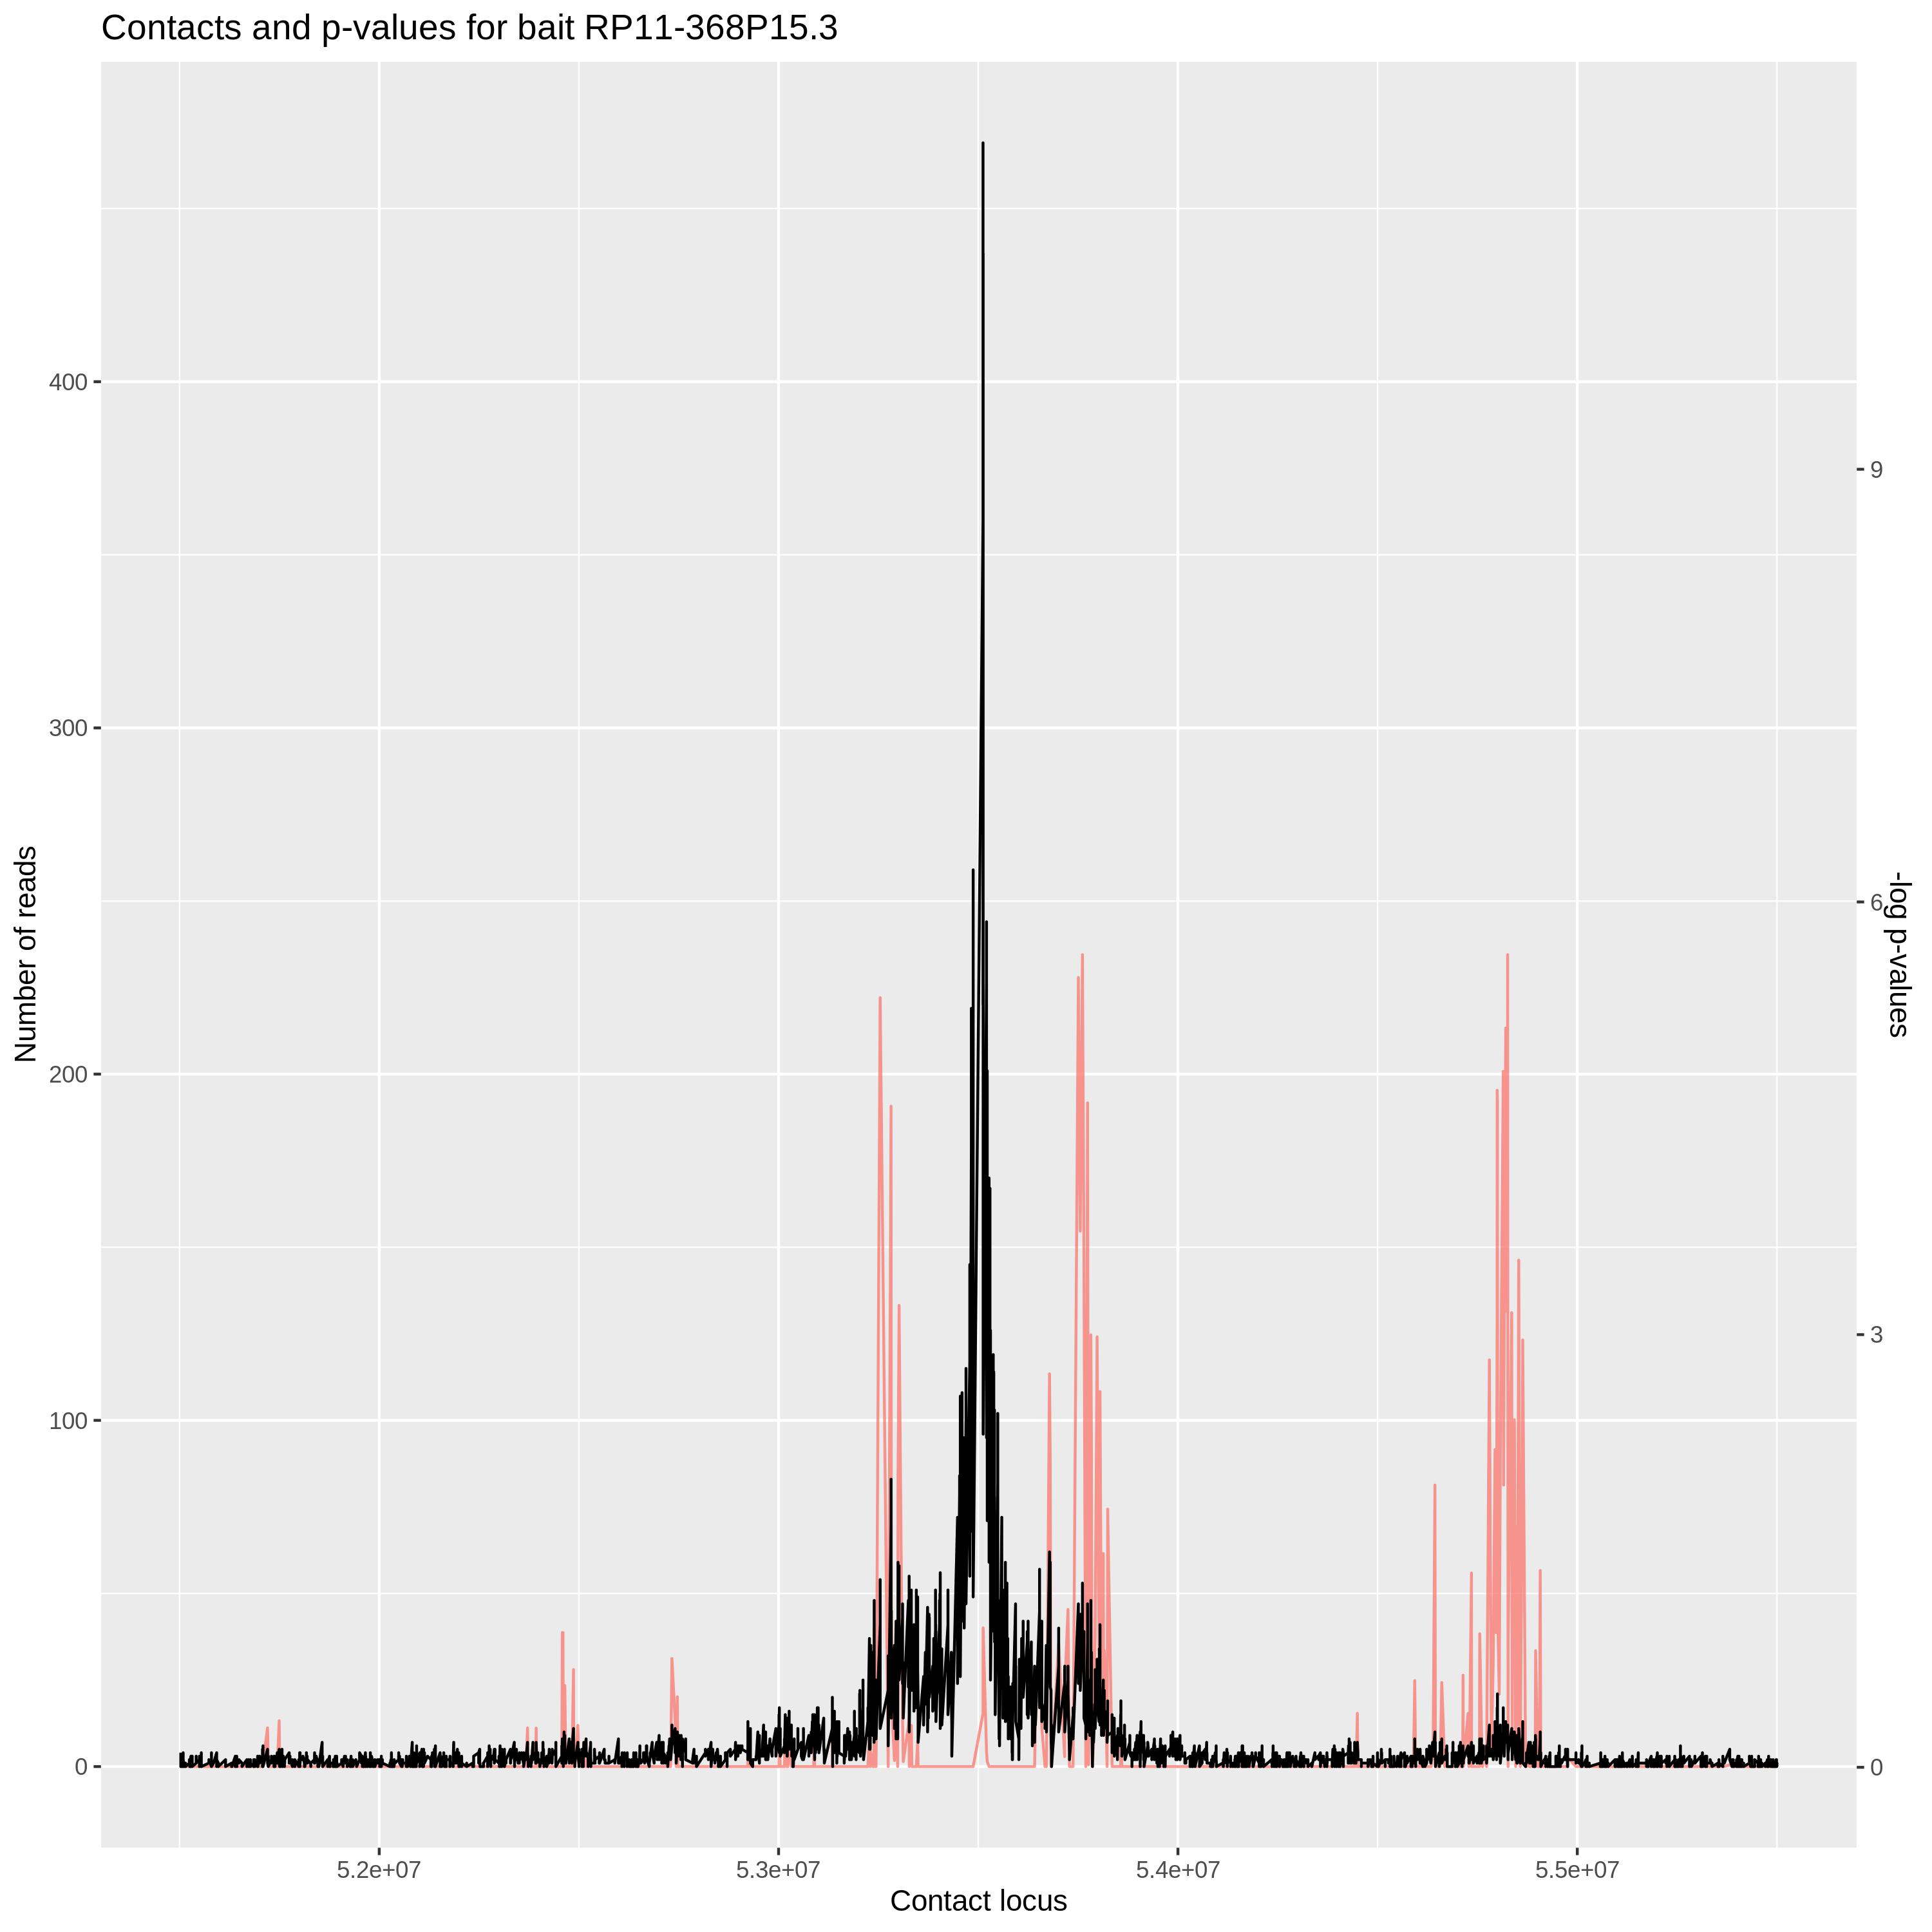 Contacts and p-values for bait RP11-368P15.3
Number of reads
400
300
200
100
0
9
6
3
0
-log p-values
5.2e+07
5.3e+07
5.4e+07
5.5e+07
Contact locus